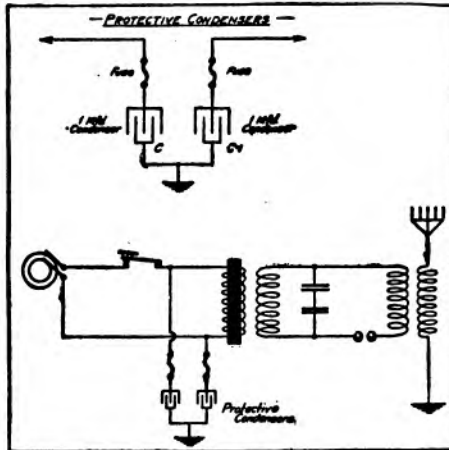 — PROTECTIVE CONDENSERS —
Fuse Fuse
1 Mfd. 1 Mfd.
Condenser Condenser
C C1
Protective
Condensers.